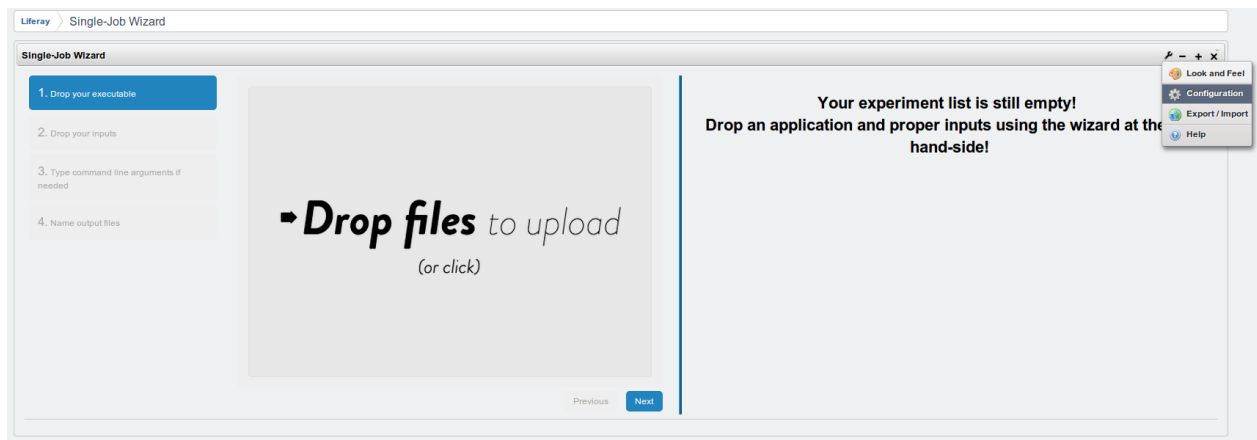 Liferay Single-Job Wizard
Single-Job Wizard
Look and Feel
Configuration
Export / Import
Help
1. Drop your executable
2. Drop your inputs
3. Type command line arguments if
needed
4. Name output files
Drop files to upload
(or click)
Previous Next
Your experiment list is still empty!
Drop an application and proper inputs using the wizard at the
hand-side!